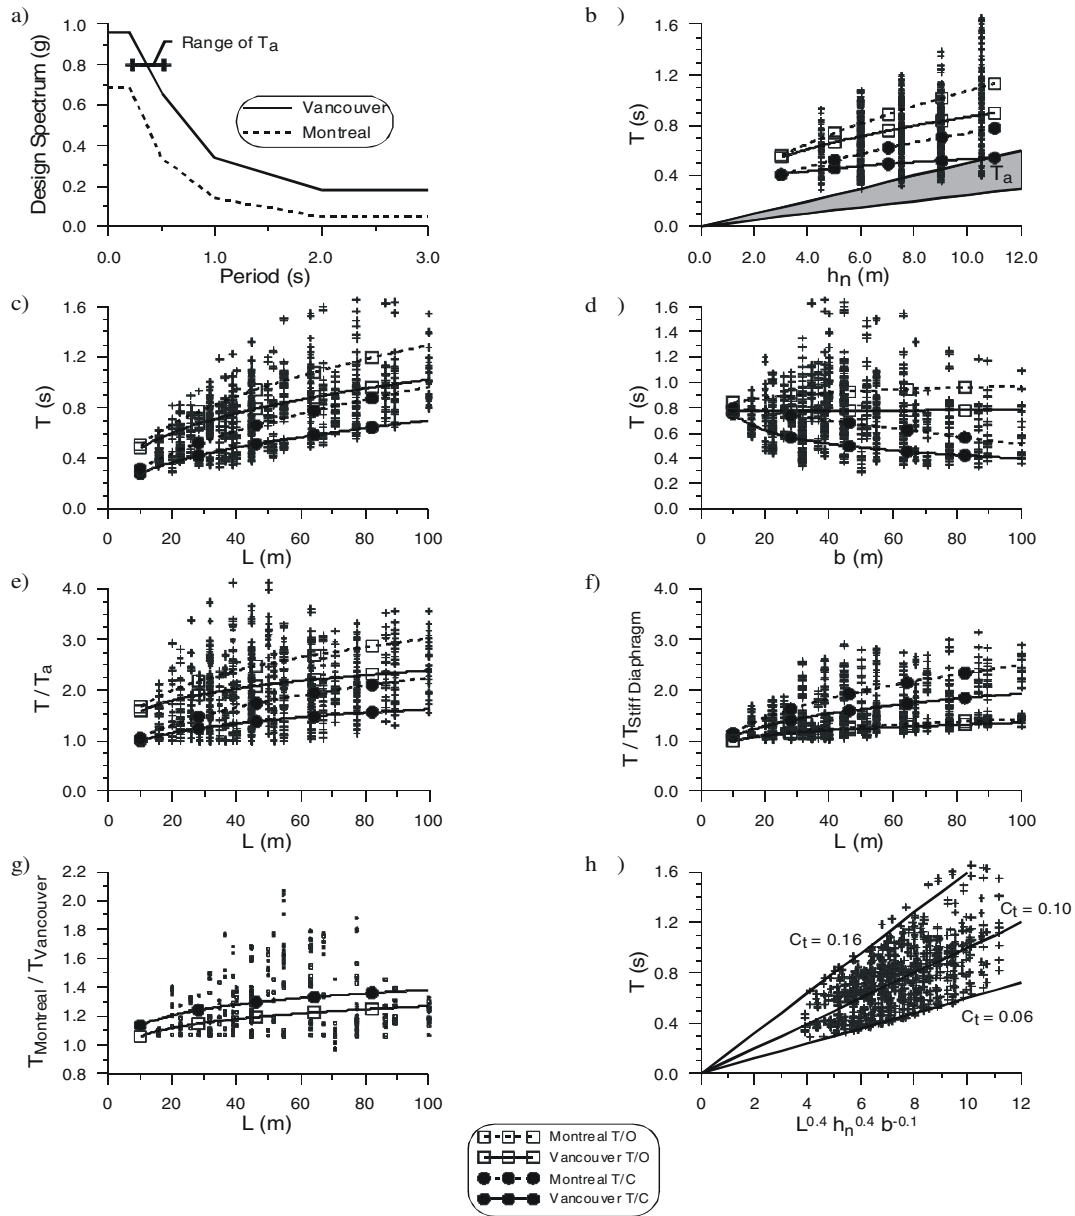 a)
Design Spectrum (g)
1.0
0.8
0.6
0.4
0.2
0.0
Range of Ta
Vancouver
Montreal
0.0 1.0 2.0 3.0
Period (s)
b )
T (s)
1.6
1.2
0.8
0.4
0.0
Ta
0.0 2.0 4.0 6.0 8.0 10.0 12.0
hn (m)
c)
T (s)
1.6
1.2
0.8
0.4
0.0
0 20 40 60 80 100
L (m)
d )
T (s)
1.6
1.4
1.2
1.0
0.8
0.6
0.4
0.2
0.0
0 20 40 60 80 100
b (m)
e)
T / Ta
4.0
3.0
2.0
1.0
0.0
0 20 40 60 80 100
L (m)
f)
T / TStiff Diaphragm
4.0
3.0
2.0
1.0
0.0
0 20 40 60 80 100
L (m)
g)
TMontreal / TVancouver
2.2
2.0
1.8
1.6
1.4
1.2
1.0
0.8
0 20 40 60 80 100
L (m)
h )
T (s)
1.6
1.2
0.8
0.4
0.0
Ct = 0.16
Ct = 0.10
Ct = 0.06
0 2 4 6 8 10 12
L^0.4 hn^0.4 b^-0.1
Montreal T/O
Vancouver T/O
Montreal T/C
Vancouver T/C